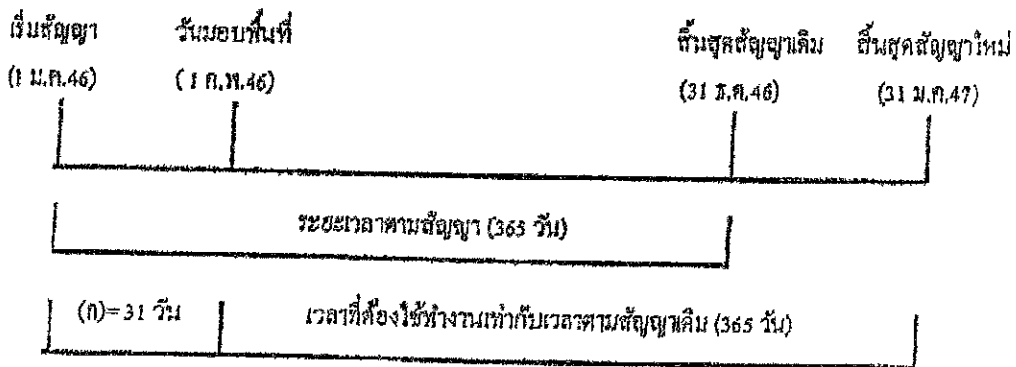 เริ่มสัญญา วันมอบพื้นที่ สิ้นสุดสัญญาเดิม สิ้นสุดสัญญาใหม่
(1 ม.ค.46) (1 ก.พ.46) (31 ธ.ค.46) (31 ม.ค.47)
ระยะเวลาตามสัญญา (365 วัน)
(ก)=31 วัน เวลาที่ต้องใช้ทำงานเท่ากับเวลาตามสัญญาเดิม (365 วัน)